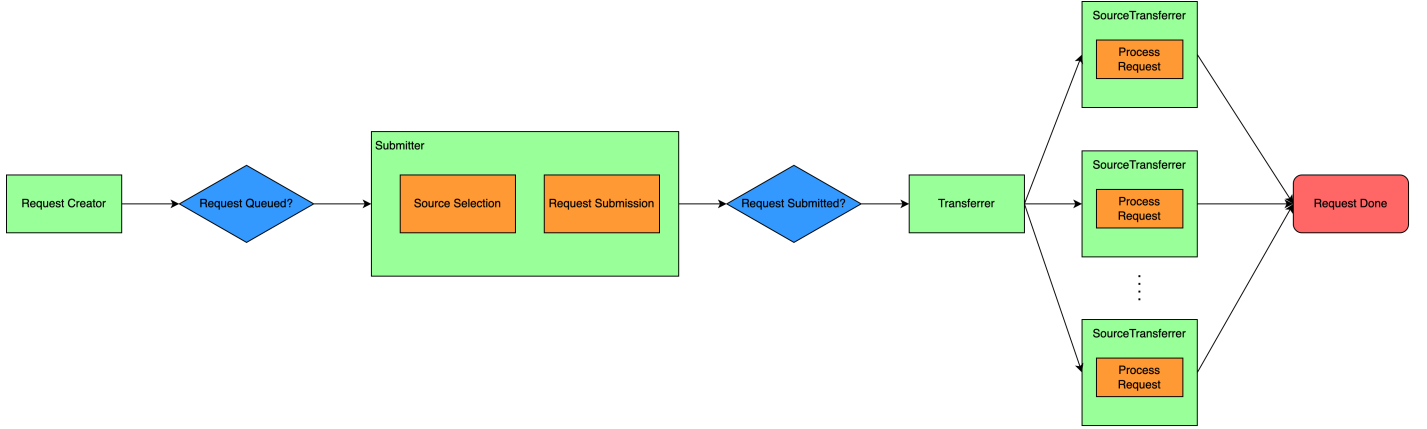 Request Creator
Request Queued?
Submitter
Source Selection
Request Submission
Request Submitted?
Transferrer
SourceTransferrer
Process
Request
SourceTransferrer
Process
Request
SourceTransferrer
Process
Request
Request Done